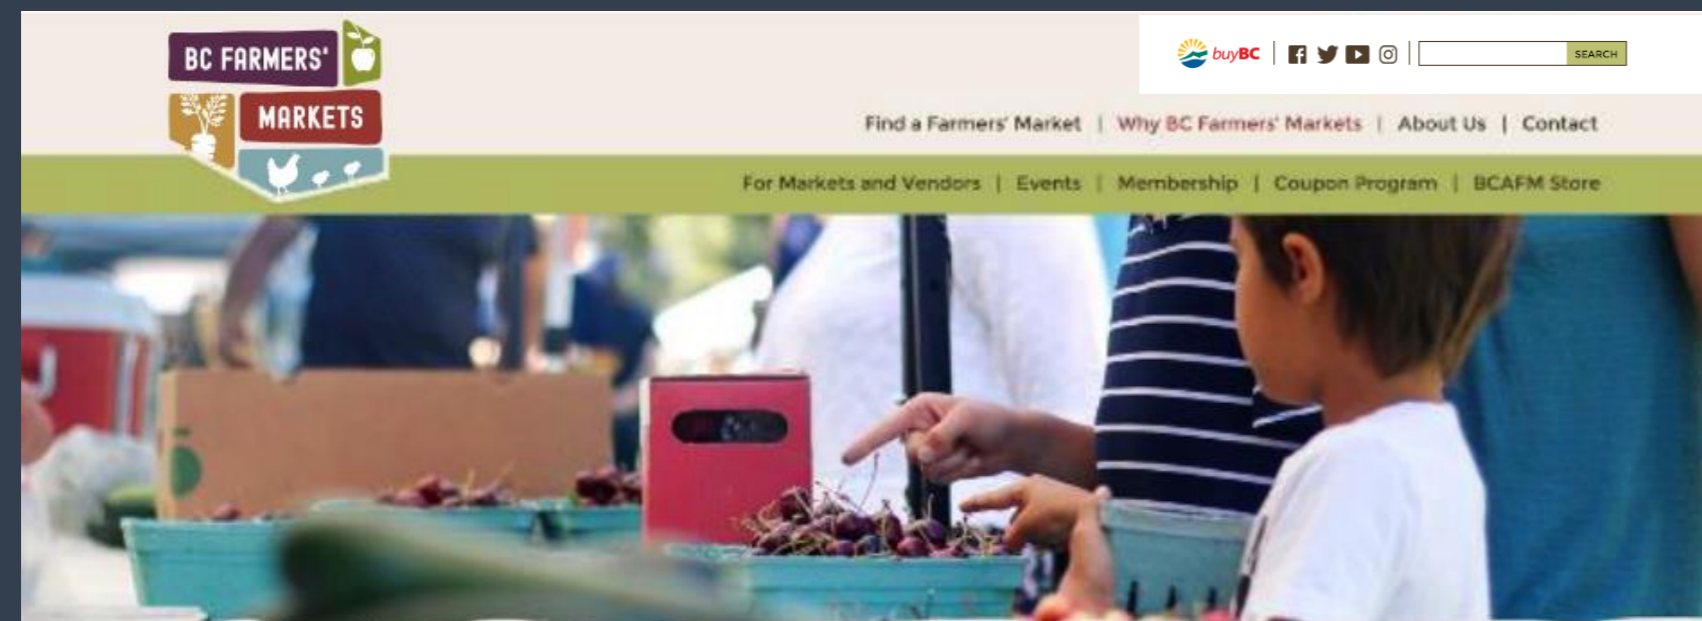 BC FARMERS'
MARKETS
buyBC
SEARCH
Find a Farmers' Market | Why BC Farmers' Markets | About Us | Contact
For Markets and Vendors | Events | Membership | Coupon Program | BCAFM Store